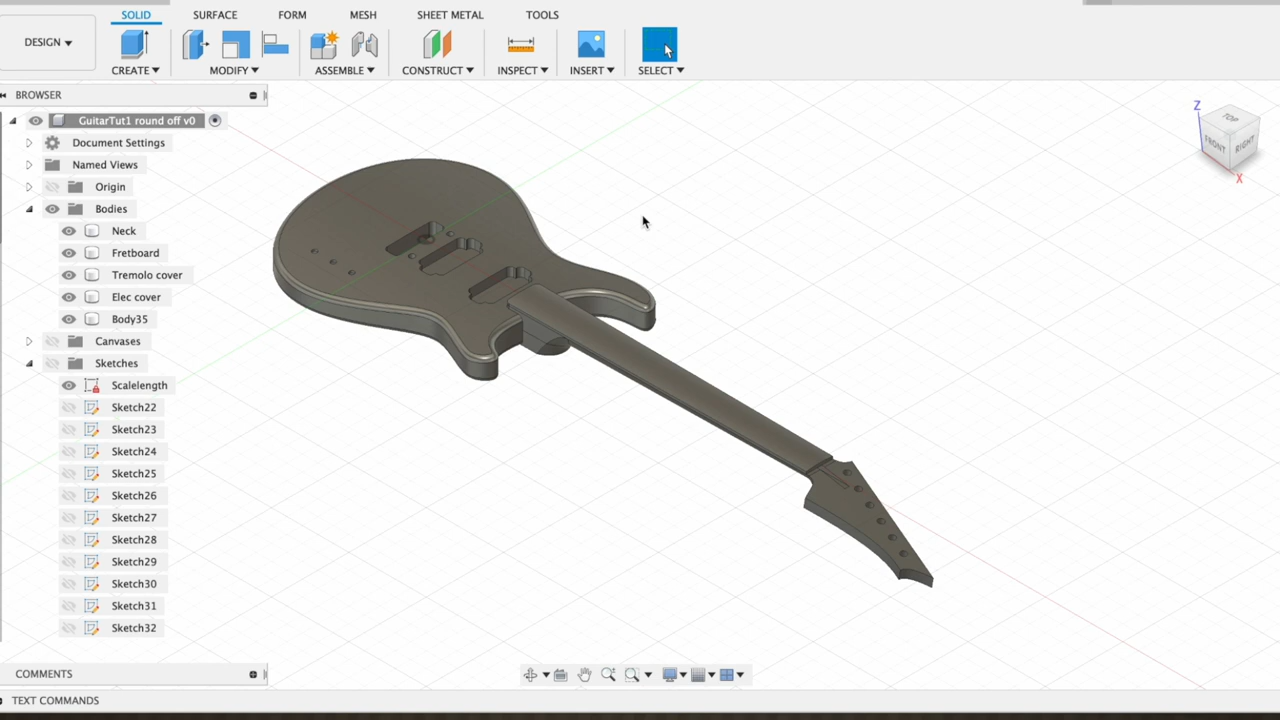 SOLID SURFACE FORM MESH SHEET METAL TOOLS
DESIGN
CREATE MODIFY ASSEMBLE CONSTRUCT INSPECT INSERT SELECT
BROWSER
GuitarTut1 round off v0
Document Settings
Named Views
Origin
Bodies
Neck
Fretboard
Tremolo cover
Elec cover
Body35
Canvases
Sketches
Scalelength
Sketch22
Sketch23
Sketch24
Sketch25
Sketch26
Sketch27
Sketch28
Sketch29
Sketch30
Sketch31
Sketch32
COMMENTS
TEXT COMMANDS
Z
TOP
FRONT
RIGHT
X